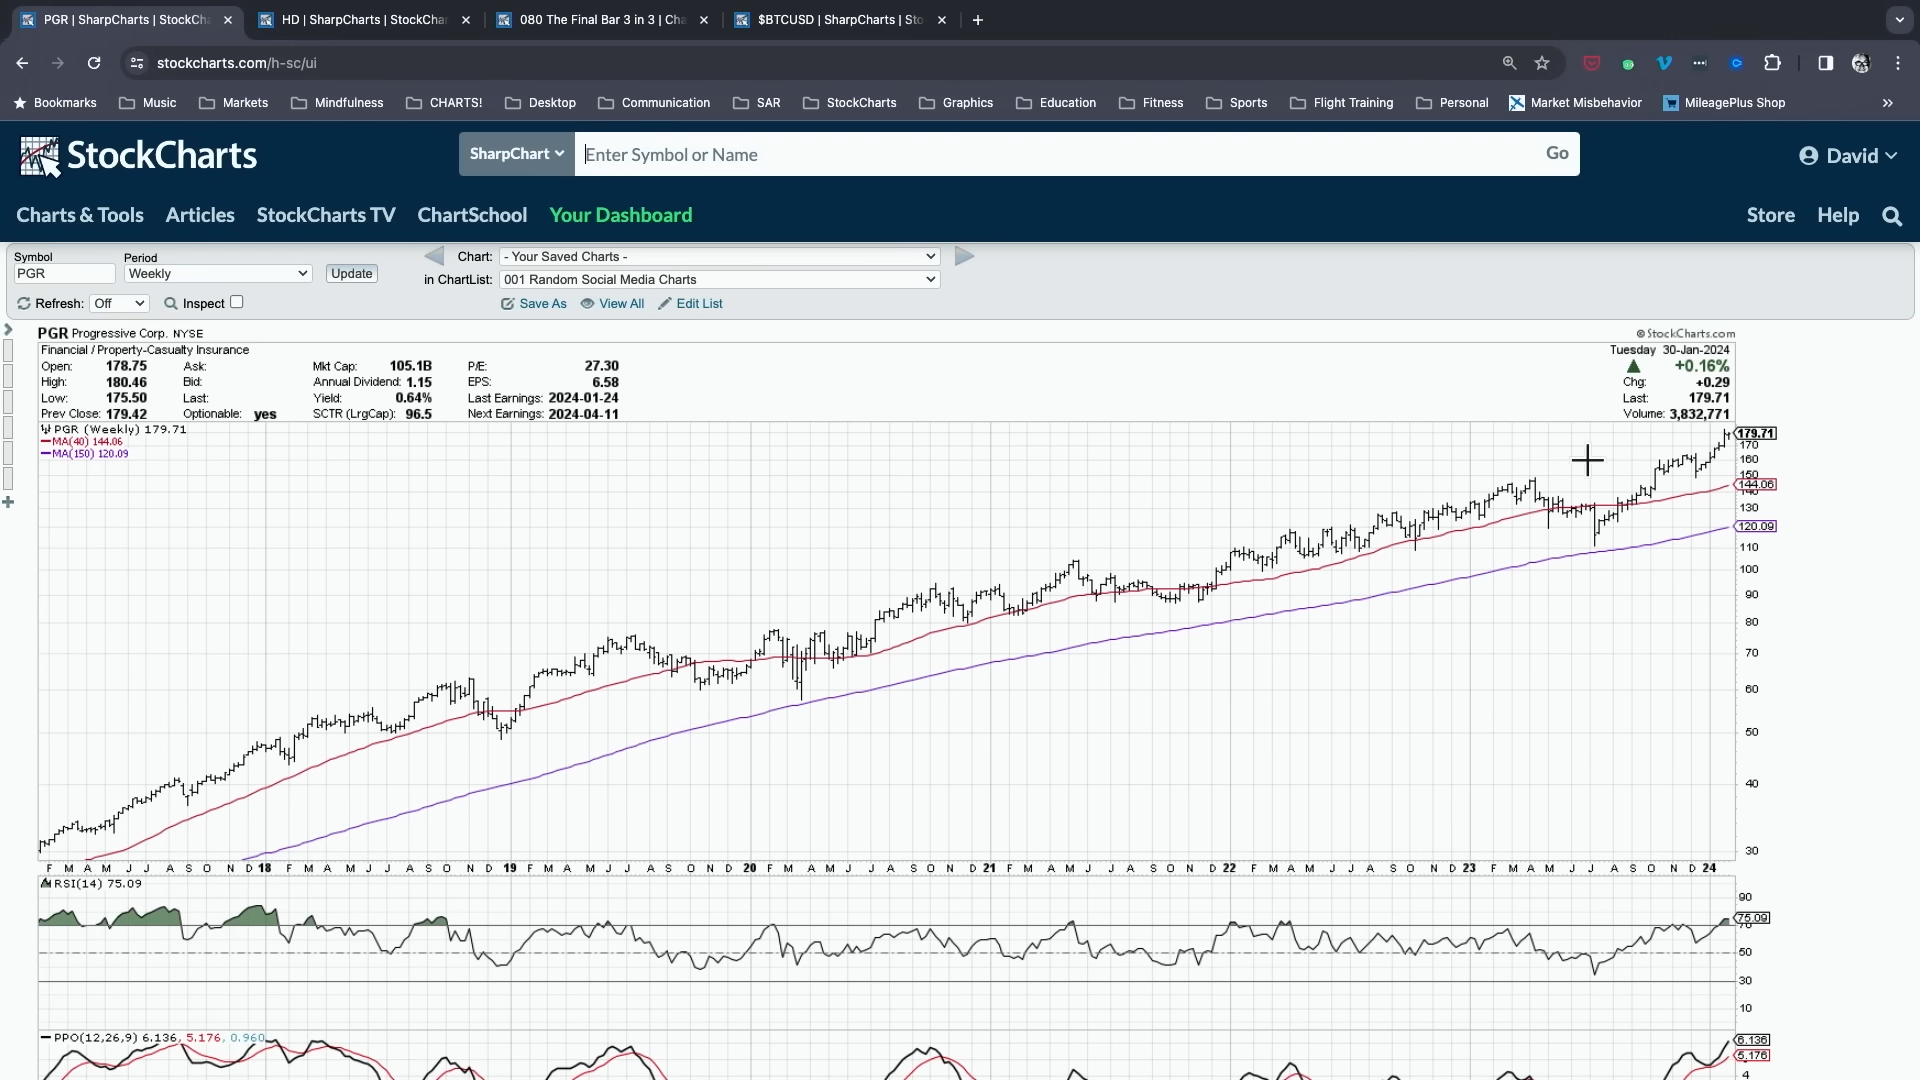 PGR | SharpCharts | StockCha
HD | SharpCharts | StockChar
080 The Final Bar 3 in 3 | Cha
$BTCUSD | SharpCharts | Sto
stockcharts.com/h-sc/ui
Bookmarks Music Markets Mindfulness CHARTS! Desktop Communication SAR StockCharts Graphics Education Fitness Sports Flight Training Personal Market Misbehavior MileagePlus Shop »
StockCharts SharpChart Enter Symbol or Name Go David
Charts & Tools Articles StockCharts TV ChartSchool Your Dashboard Store Help
Symbol Period Chart: - Your Saved Charts -
PGR Weekly Update in ChartList: 001 Random Social Media Charts
Refresh: Off Inspect Save As View All Edit List
PGR Progressive Corp. NYSE © StockCharts.com
Financial / Property-Casualty Insurance Tuesday 30-Jan-2024
Open: 178.75 Ask: Mkt Cap: 105.1B P/E: 27.30 +0.16%
High: 180.46 Bid: Annual Dividend: 1.15 EPS: 6.58 Chg: +0.29
Low: 175.50 Last: Yield: 0.64% Last Earnings: 2024-01-24 Last: 179.71
Prev Close: 179.42 Optionable: yes SCTR (LrgCap): 96.5 Next Earnings: 2024-04-11 Volume: 3,832,771
PGR (Weekly) 179.71
MA(40) 144.06
MA(150) 120.09
179.71
170
160
150
144.06
140
130
120.09
110
100
90
80
70
60
50
40
30
F M A M J J A S O N D 18 F M A M J J A S O N D 19 F M A M J J A S O N D 20 F M A M J J A S O N D 21 F M A M J J A S O N D 22 F M A M J J A S O N D 23 F M A M J J A S O N D 24
RSI(14) 75.09
90
75.09
70
50
30
10
PPO(12,26,9) 6.136, 5.176, 0.960
6.136
5.176
4